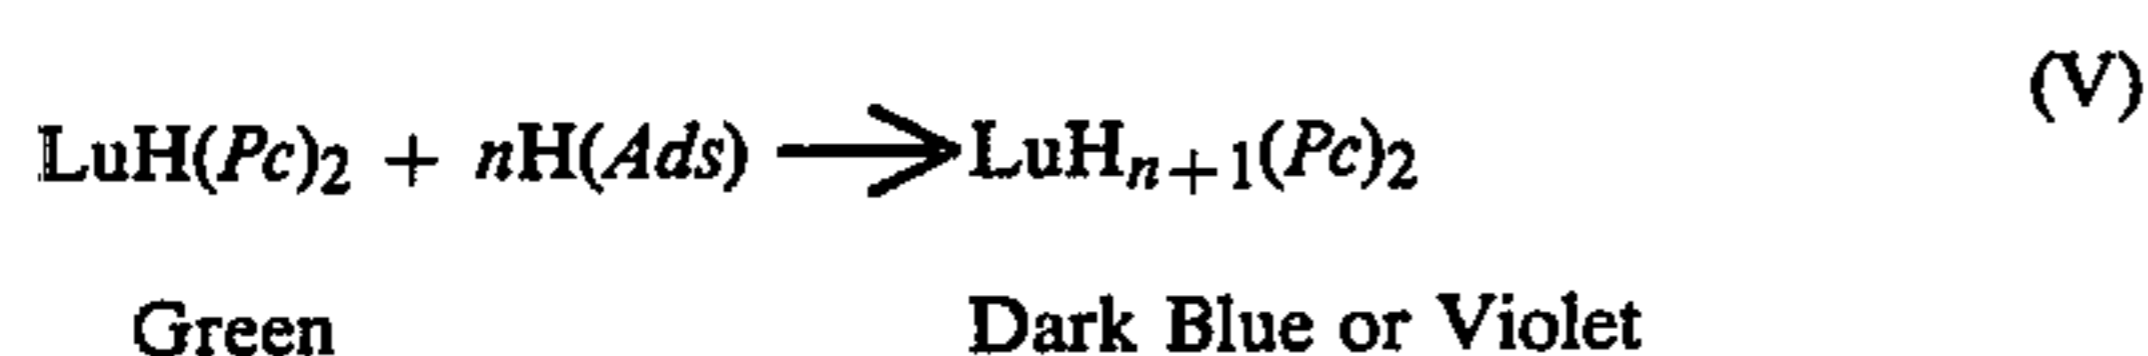 (V)
LuH(Pc)₂ + nH(Ads) ⟶ LuHₙ₊₁(Pc)₂
Green Dark Blue or Violet